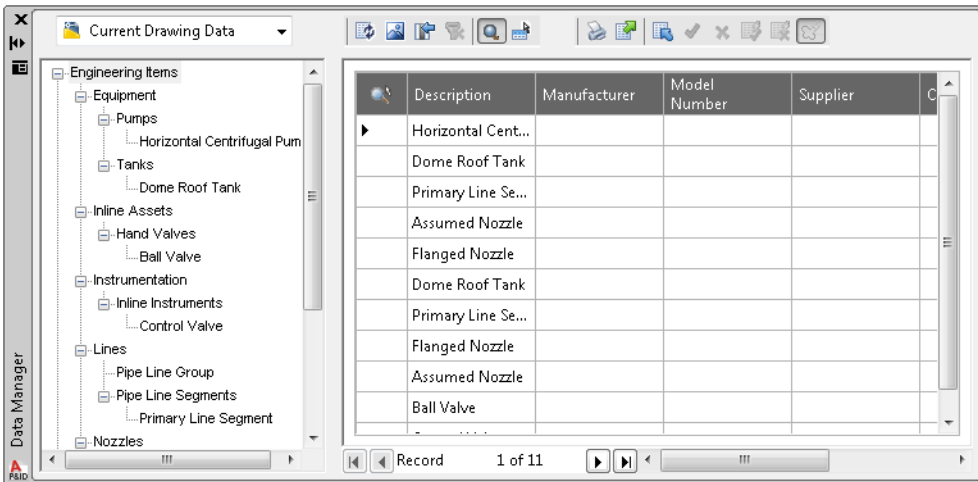 Current Drawing Data
Engineering Items
Equipment
Pumps
Horizontal Centrifugal Pum
Tanks
Dome Roof Tank
Inline Assets
Hand Valves
Ball Valve
Instrumentation
Inline Instruments
Control Valve
Lines
Pipe Line Group
Pipe Line Segments
Primary Line Segment
Nozzles
Data Manager
P&ID
Description Manufacturer Model Number Supplier C
Horizontal Cent...
Dome Roof Tank
Primary Line Se...
Assumed Nozzle
Flanged Nozzle
Dome Roof Tank
Primary Line Se...
Flanged Nozzle
Assumed Nozzle
Ball Valve
Record 1 of 11